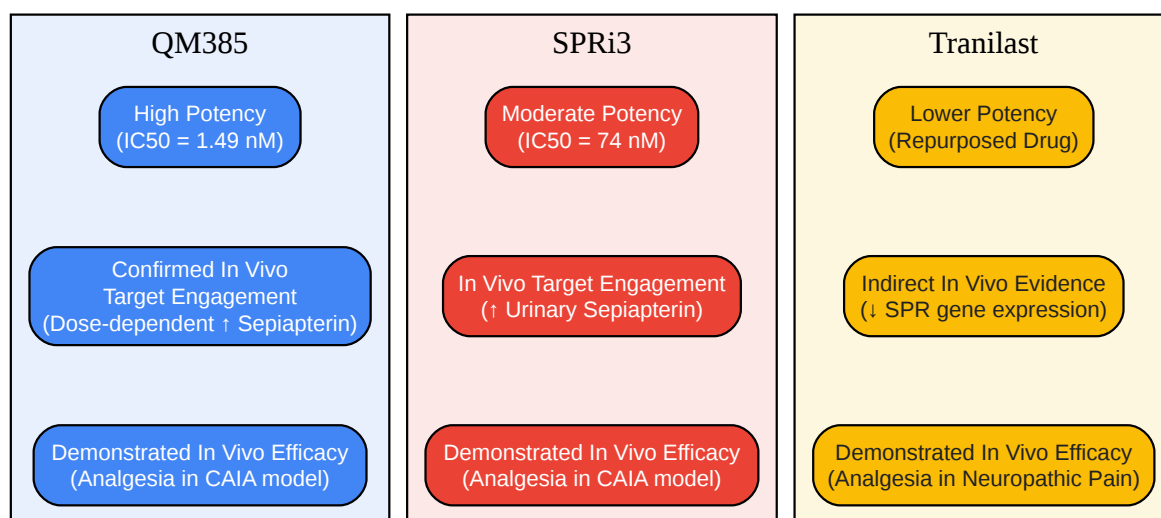 QM385
High Potency
(IC50 = 1.49 nM)
Confirmed In Vivo
Target Engagement
(Dose-dependent ↑ Sepiapterin)
Demonstrated In Vivo Efficacy
(Analgesia in CAIA model)
SPRi3
Moderate Potency
(IC50 = 74 nM)
In Vivo Target Engagement
(↑ Urinary Sepiapterin)
Demonstrated In Vivo Efficacy
(Analgesia in CAIA model)
Tranilast
Lower Potency
(Repurposed Drug)
Indirect In Vivo Evidence
(↓ SPR gene expression)
Demonstrated In Vivo Efficacy
(Analgesia in Neuropathic Pain)